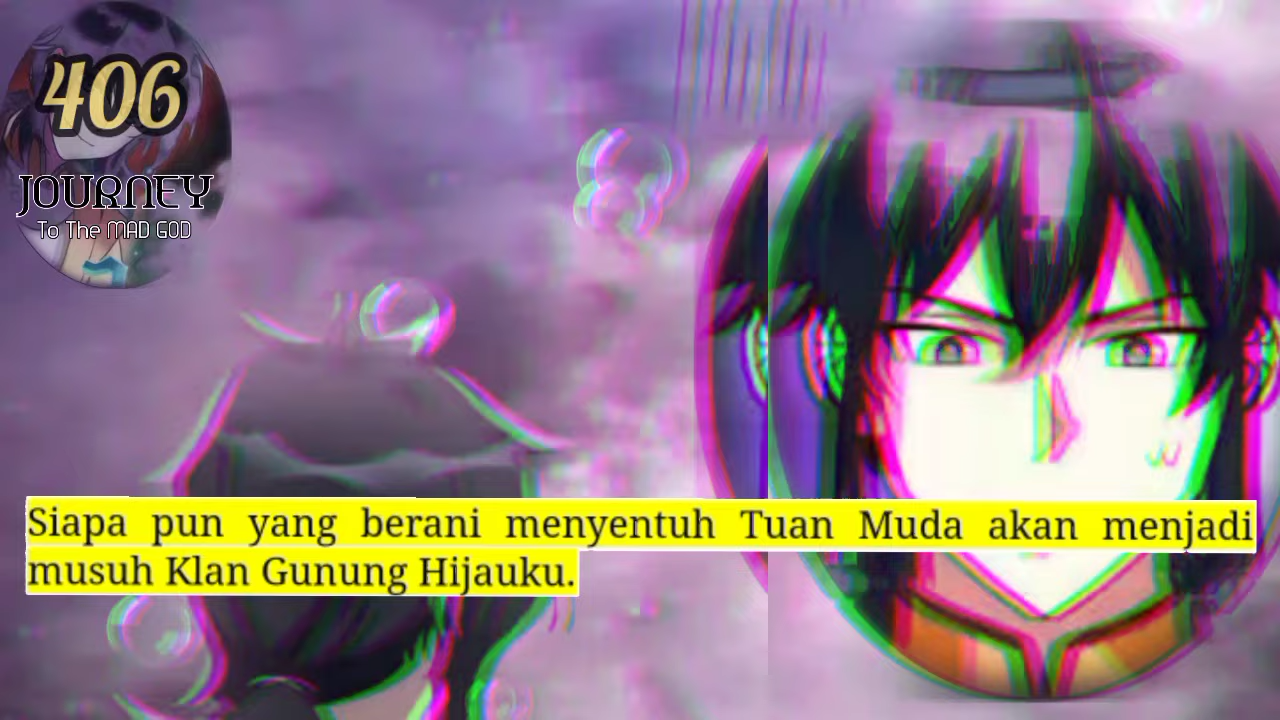 406
JOURNEY
To The MAD GOD
Siapa pun yang berani menyentuh Tuan Muda akan menjadi
musuh Klan Gunung Hijauku.